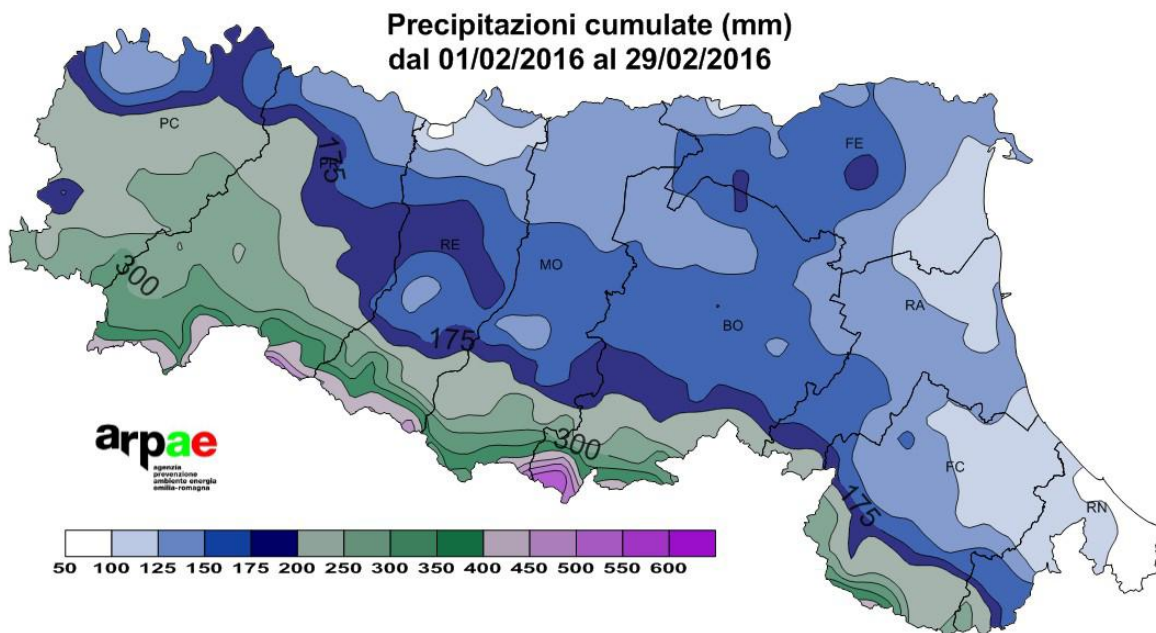 Precipitazioni cumulate (mm)
dal 01/02/2016 al 29/02/2016
PC
FE
175
PR
RE
MO
300
RA
BO
175
300
FC
175
RN
arpae
agenzia
prevenzione
ambiente energia
emilia-romagna
50 100 125 150 175 200 250 300 350 400 450 500 550 600